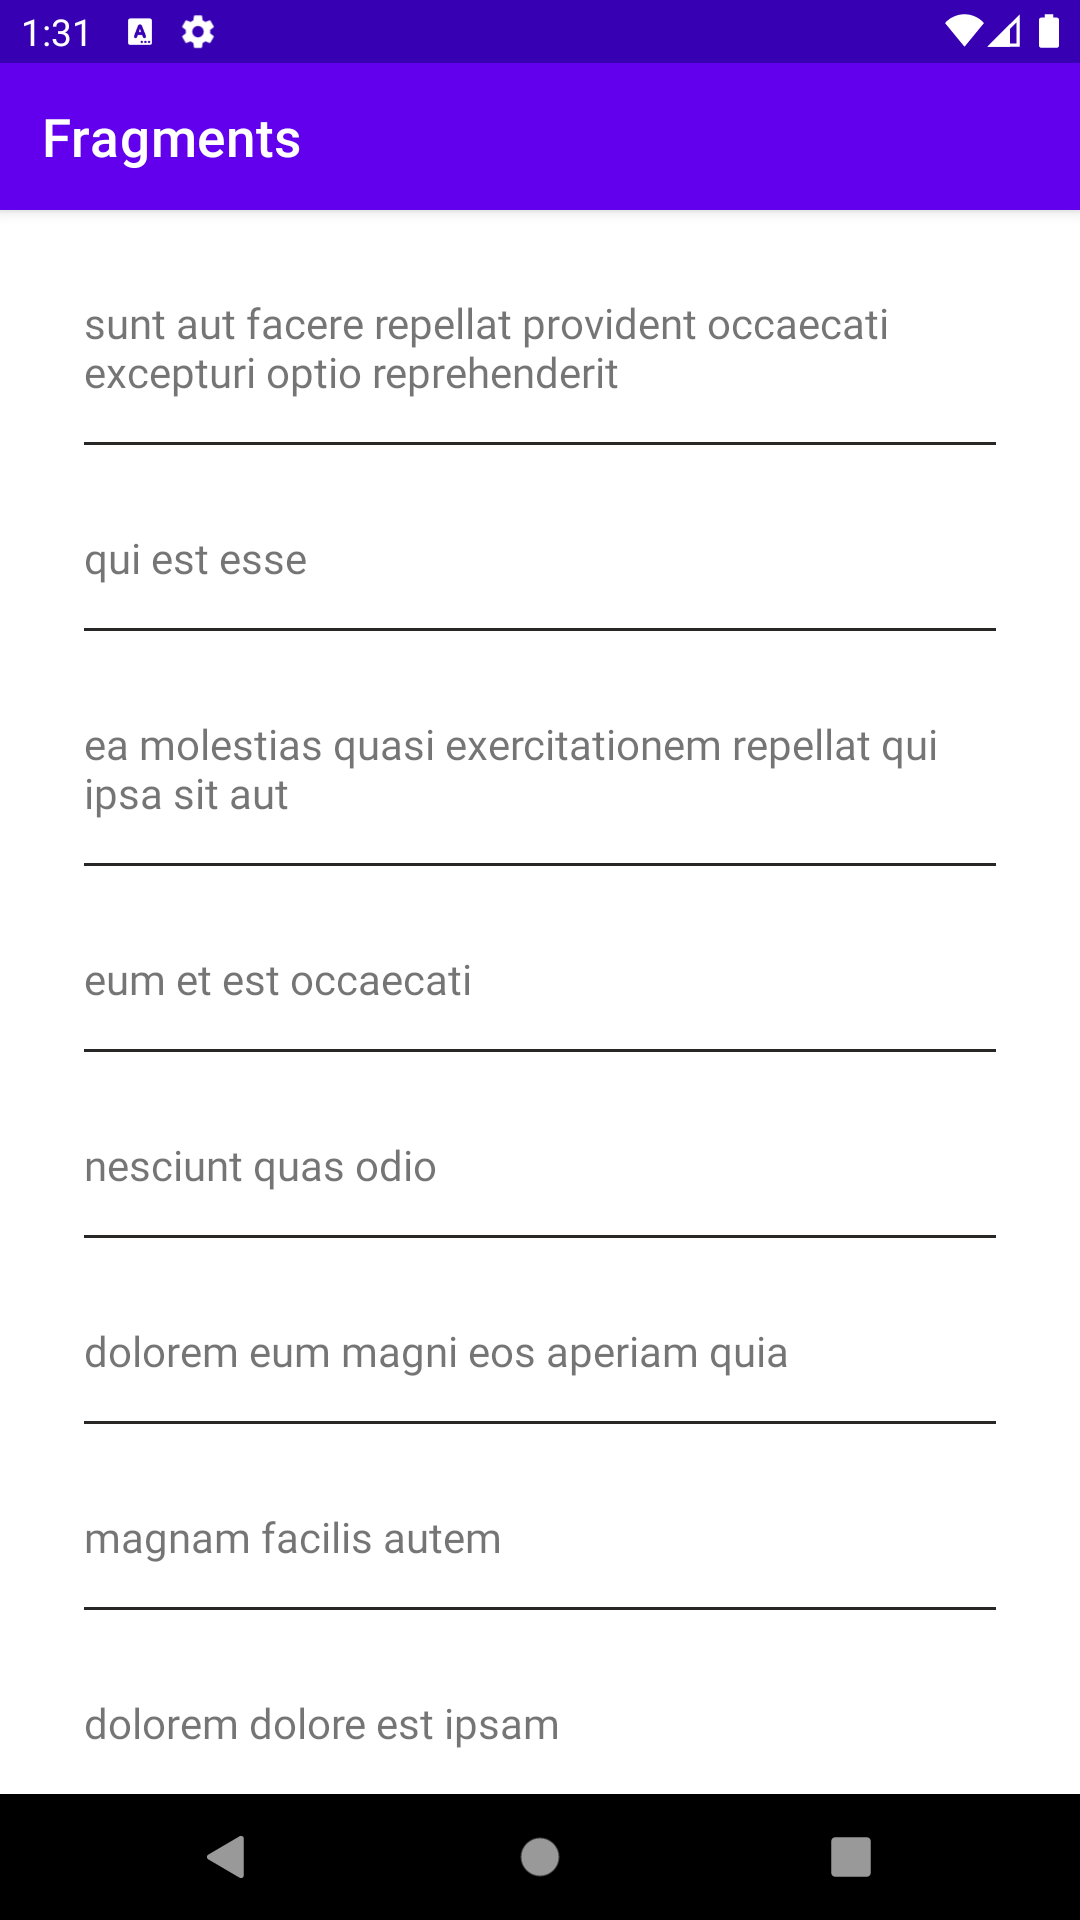 1:31
Fragments
sunt aut facere repellat provident occaecati
excepturi optio reprehenderit
qui est esse
ea molestias quasi exercitationem repellat qui
ipsa sit aut
eum et est occaecati
nesciunt quas odio
dolorem eum magni eos aperiam quia
magnam facilis autem
dolorem dolore est ipsam